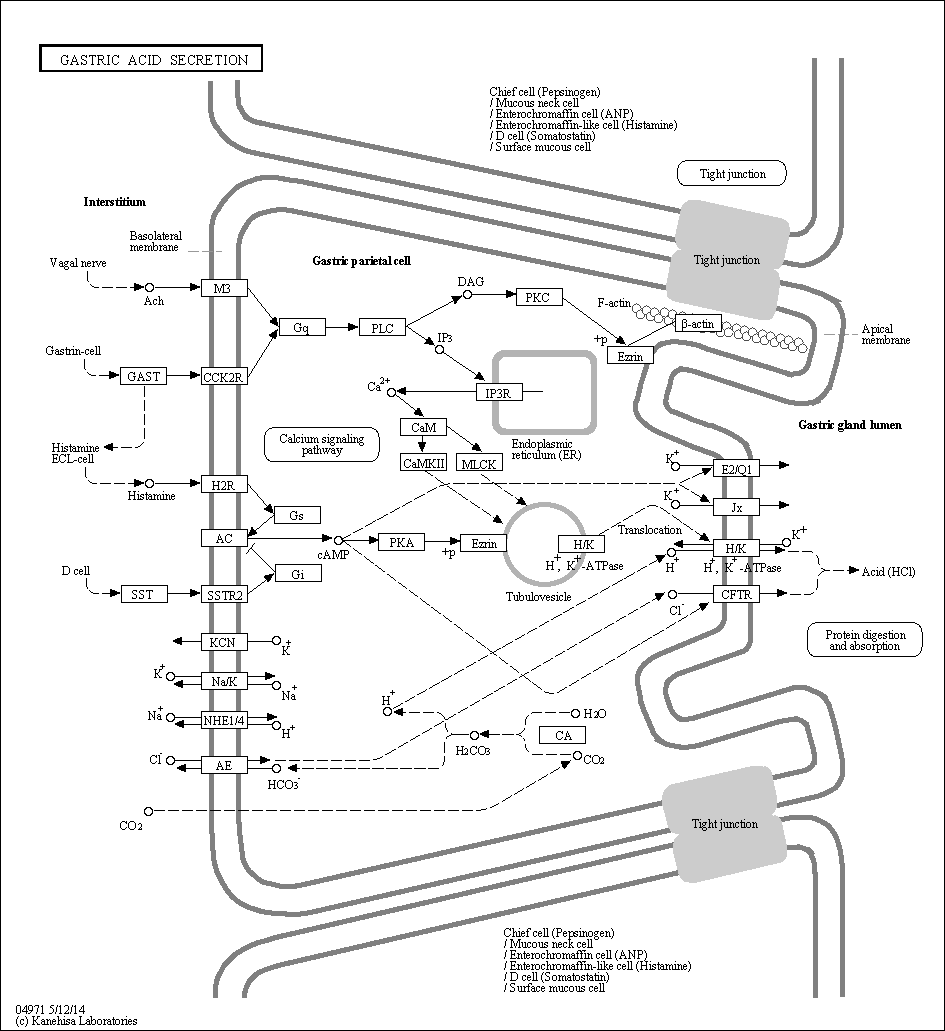 GASTRIC ACID SECRETION
Chief cell (Pepsinogen)
/ Mucous neck cell
/ Enterochromaffin cell (ANP)
/ Enterochromaffin-like cell (Histamine)
/ D cell (Somatostatin)
/ Surface mucous cell
Tight junction
Interstitium
Basolateral
membrane
Gastric parietal cell
Tight junction
Vagal nerve
Ach
M3
DAG
PKC
F-actin
β-actin
Apical
membrane
Gq
PLC
IP3
+p
Ezrin
Gastrin-cell
GAST
CCK2R
Ca2+
IP3R
CaM
Endoplasmic
reticulum (ER)
Gastric gland lumen
Calcium signaling
pathway
Histamine
ECL-cell
CaMKII
MLCK
K+
E2/Q1
Histamine
H2R
K+
Jx
Gs
Translocation
AC
cAMP
PKA
+p
Ezrin
H/K
H+, K+-ATPase
H+
H/K
K+
H+, K+-ATPase
Acid (HCl)
Gi
D cell
SST
SSTR2
Tubulovesicle
Cl-
CFTR
KCN
K+
Protein digestion
and absorption
K+
Na/K
Na+
Na+
NHE1/4
H+
H+
H2O
CA
H2CO3
CO2
Cl-
AE
HCO3-
CO2
Tight junction
Chief cell (Pepsinogen)
/ Mucous neck cell
/ Enterochromaffin cell (ANP)
/ Enterochromaffin-like cell (Histamine)
/ D cell (Somatostatin)
/ Surface mucous cell
04971 5/12/14
(c) Kanehisa Laboratories